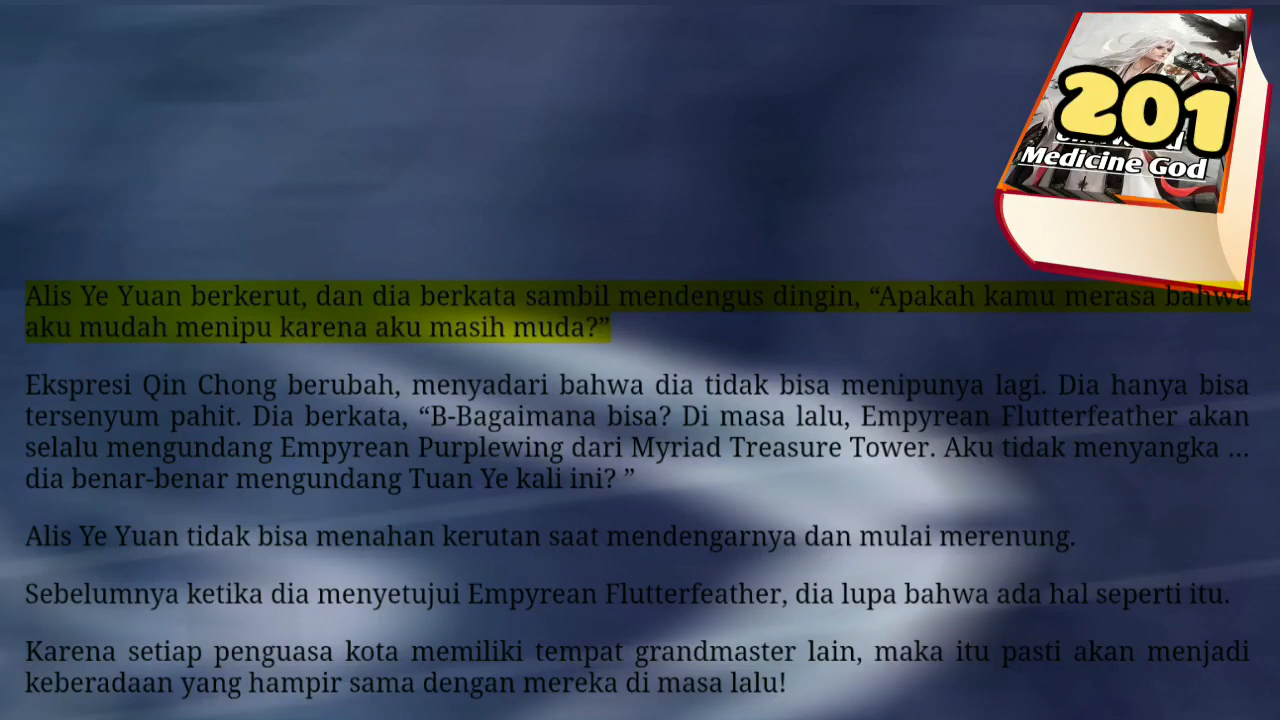 201
Medicine God
Alis Ye Yuan berkerut, dan dia berkata sambil mendengus dingin, “Apakah kamu merasa bahwa
aku mudah menipu karena aku masih muda?”
Ekspresi Qin Chong berubah, menyadari bahwa dia tidak bisa menipunya lagi. Dia hanya bisa
tersenyum pahit. Dia berkata, “B-Bagaimana bisa? Di masa lalu, Empyrean Flutterfeather akan
selalu mengundang Empyrean Purplewing dari Myriad Treasure Tower. Aku tidak menyangka ...
dia benar-benar mengundang Tuan Ye kali ini? ”
Alis Ye Yuan tidak bisa menahan kerutan saat mendengarnya dan mulai merenung.
Sebelumnya ketika dia menyetujui Empyrean Flutterfeather, dia lupa bahwa ada hal seperti itu.
Karena setiap penguasa kota memiliki tempat grandmaster lain, maka itu pasti akan menjadi
keberadaan yang hampir sama dengan mereka di masa lalu!